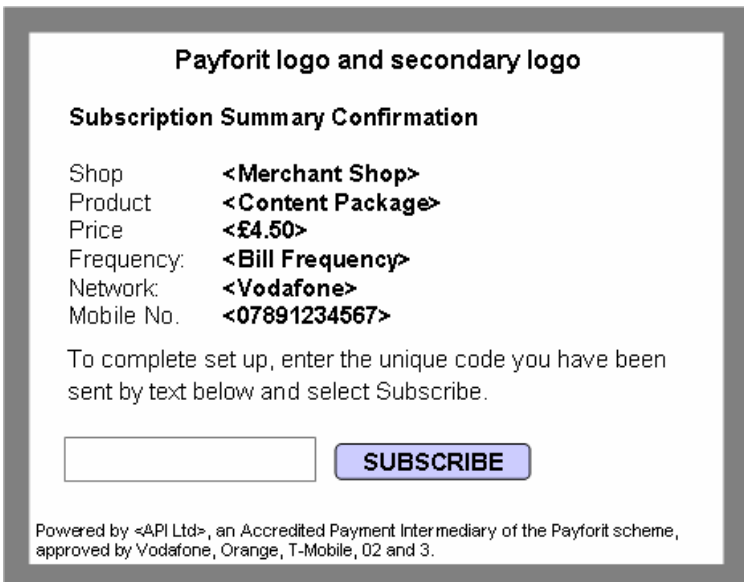 Payforit logo and secondary logo
Subscription Summary Confirmation
Shop <Merchant Shop>
Product <Content Package>
Price <£4.50>
Frequency: <Bill Frequency>
Network: <Vodafone>
Mobile No. <07891234567>
To complete set up, enter the unique code you have been
sent by text below and select Subscribe.
SUBSCRIBE
Powered by <API Ltd>, an Accredited Payment Intermediary of the Payforit scheme,
approved by Vodafone, Orange, T-Mobile, 02 and 3.